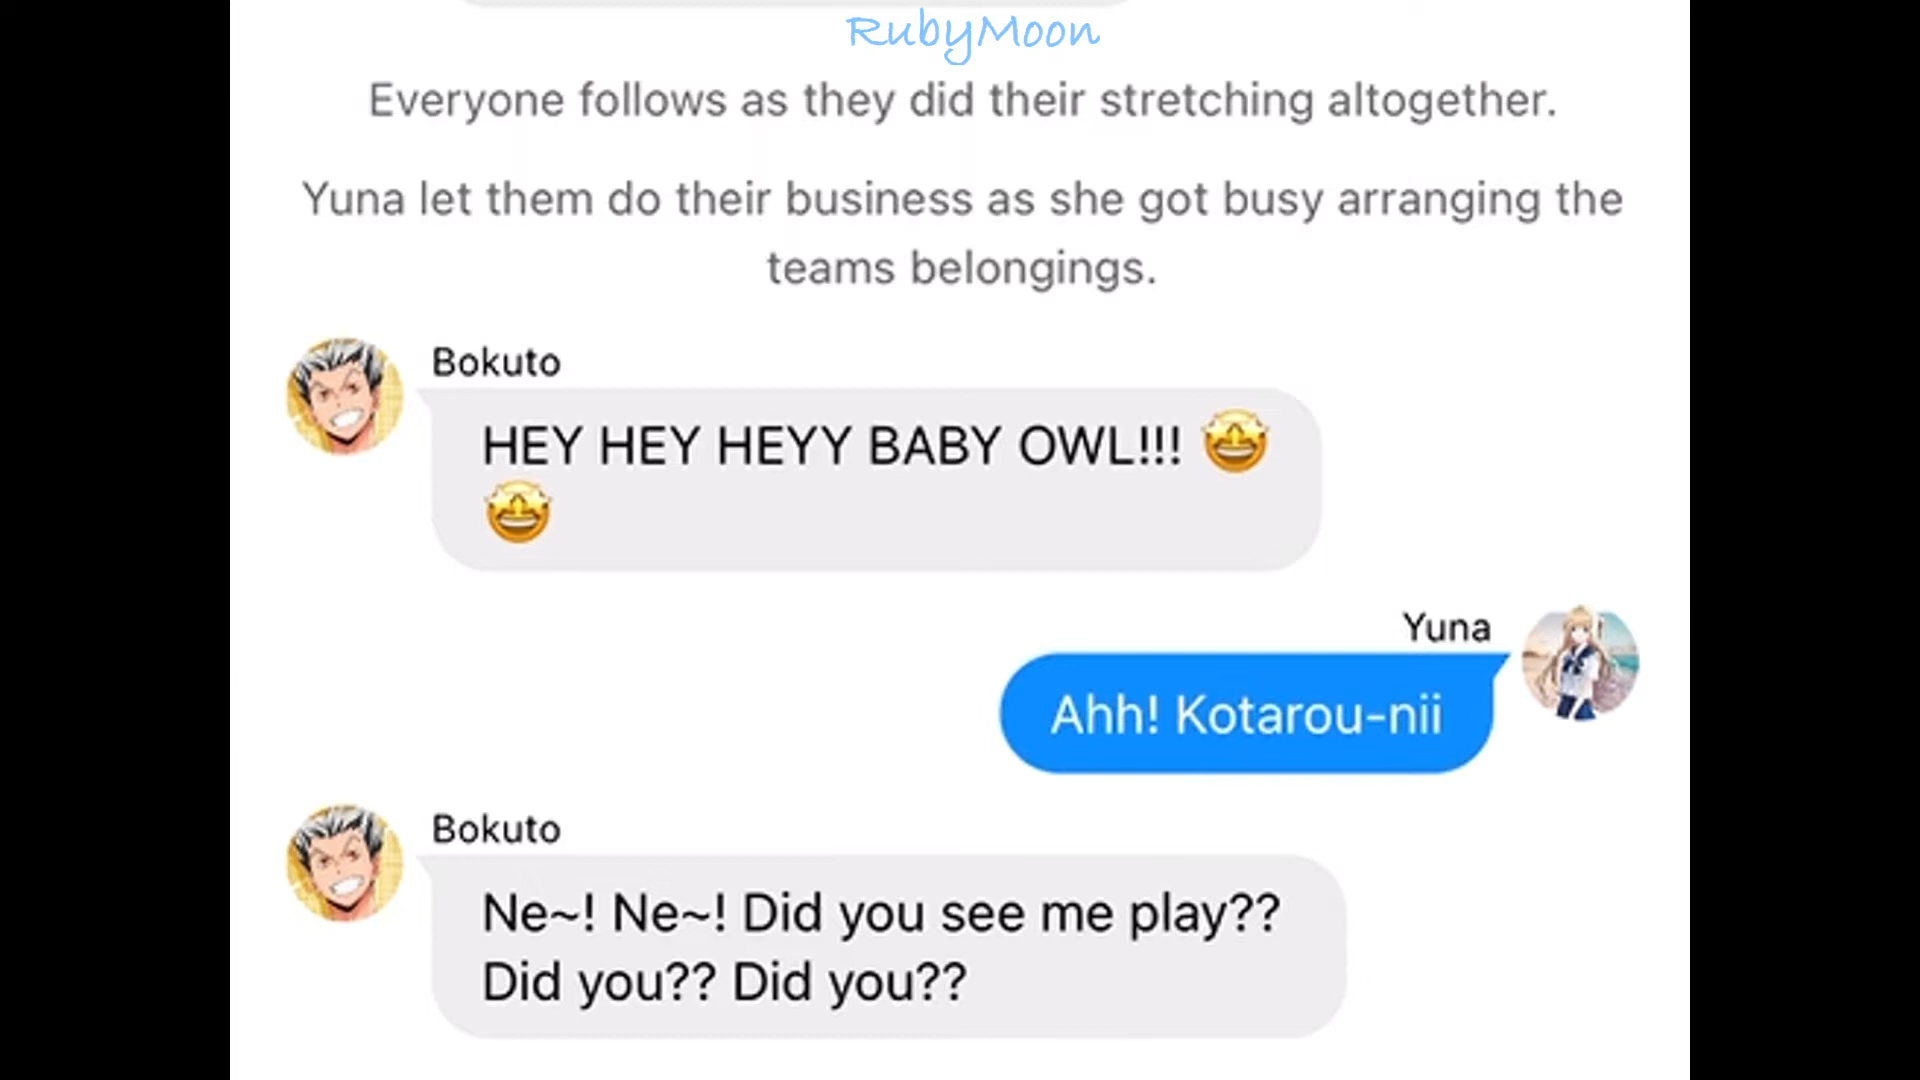 RubyMoon
Everyone follows as they did their stretching altogether.
Yuna let them do their business as she got busy arranging the
teams belongings.
Bokuto
HEY HEY HEYY BABY OWL!!! 🤩
🤩
Yuna
Ahh! Kotarou-nii
Bokuto
Ne~! Ne~! Did you see me play??
Did you?? Did you??